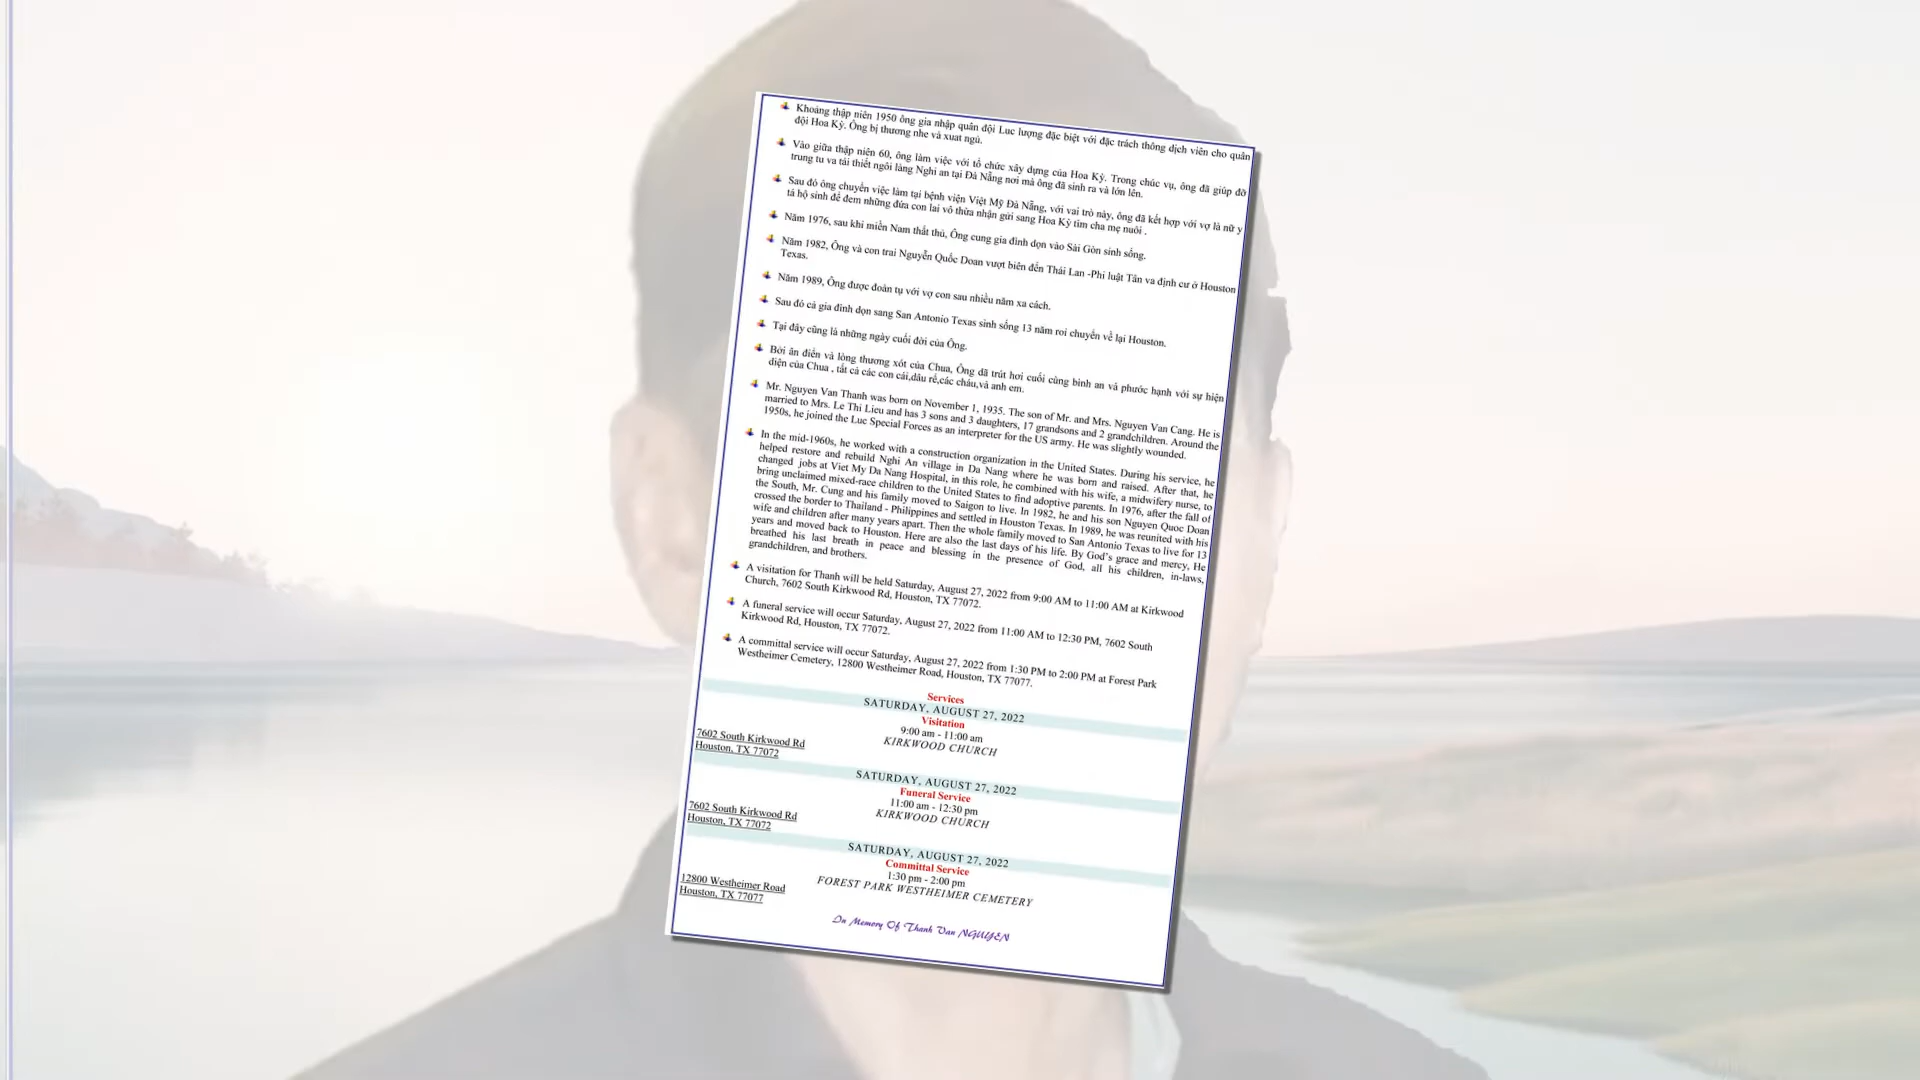 Khoảng thập niên 1950 ông gia nhập quân đội Luc lượng đặc biệt với đặc trách thông dịch viên cho quân
đội Hoa Kỳ. Ông bị thương nhe và xuat ngủ.
Vào giữa thập niên 60, ông làm việc với tổ chức xây dựng của Hoa Kỳ. Trong chúc vụ, ông đã giúp đỡ
trung tu va tái thiết ngôi làng Nghi an tại Đà Nẵng nơi mà ông đã sinh ra và lớn lên.
Sau đó ông chuyển việc làm tại bệnh viện Việt Mỹ Đà Nẵng, với vai trò này, ông đã kết hợp với vợ là nữ y
tá hộ sinh để đem những đứa con lai vô thừa nhận gửi sang Hoa Kỳ tìm cha mẹ nuôi .
Năm 1976, sau khi miền Nam thất thủ, Ông cung gia đình dọn vào Sài Gòn sinh sống.
Năm 1982, Ông và con trai Nguyễn Quốc Doan vượt biên đến Thái Lan -Phi luật Tân va định cư ở Houston
Texas.
Năm 1989, Ông được đoàn tụ với vợ con sau nhiều năm xa cách.
Sau đó cả gia đình dọn sang San Antonio Texas sinh sống 13 năm roi chuyển về lại Houston.
Tại đây cũng là những ngày cuối đời của Ông.
Bởi ân điển và lòng thương xót của Chua, Ông đã trút hơi cuối cùng bình an và phước hạnh với sự hiện
diện của Chua , tất cả các con cái,dâu rể,các cháu,và anh em.
Mr. Nguyen Van Thanh was born on November 1, 1935. The son of Mr. and Mrs. Nguyen Van Cang. He is
married to Mrs. Le Thi Lieu and has 3 sons and 3 daughters, 17 grandsons and 2 grandchildren. Around the
1950s, he joined the Luc Special Forces as an interpreter for the US army. He was slightly wounded.
In the mid-1960s, he worked with a construction organization in the United States. During his service, he
helped restore and rebuild Nghi An village in Da Nang where he was born and raised. After that, he
changed jobs at Viet My Da Nang Hospital, in this role, he combined with his wife, a midwifery nurse, to
bring unclaimed mixed-race children to the United States to find adoptive parents. In 1976, after the fall of
the South, Mr. Cung and his family moved to Saigon to live. In 1982, he and his son Nguyen Quoc Doan
crossed the border to Thailand - Philippines and settled in Houston Texas. In 1989, he was reunited with his
wife and children after many years apart. Then the whole family moved to San Antonio Texas to live for 13
years and moved back to Houston. Here are also the last days of his life. By God's grace and mercy, He
breathed his last breath in peace and blessing in the presence of God, all his children, in-laws,
grandchildren, and brothers.
A visitation for Thanh will be held Saturday, August 27, 2022 from 9:00 AM to 11:00 AM at Kirkwood
Church, 7602 South Kirkwood Rd, Houston, TX 77072.
A funeral service will occur Saturday, August 27, 2022 from 11:00 AM to 12:30 PM, 7602 South
Kirkwood Rd, Houston, TX 77072.
A committal service will occur Saturday, August 27, 2022 from 1:30 PM to 2:00 PM at Forest Park
Westheimer Cemetery, 12800 Westheimer Road, Houston, TX 77077.
Services
SATURDAY, AUGUST 27, 2022
Visitation
9:00 am - 11:00 am
KIRKWOOD CHURCH
7602 South Kirkwood Rd
Houston, TX 77072
SATURDAY, AUGUST 27, 2022
Funeral Service
11:00 am - 12:30 pm
KIRKWOOD CHURCH
7602 South Kirkwood Rd
Houston, TX 77072
SATURDAY, AUGUST 27, 2022
Committal Service
1:30 pm - 2:00 pm
FOREST PARK WESTHEIMER CEMETERY
12800 Westheimer Road
Houston, TX 77077
In Memory Of Thanh Van NGUYEN